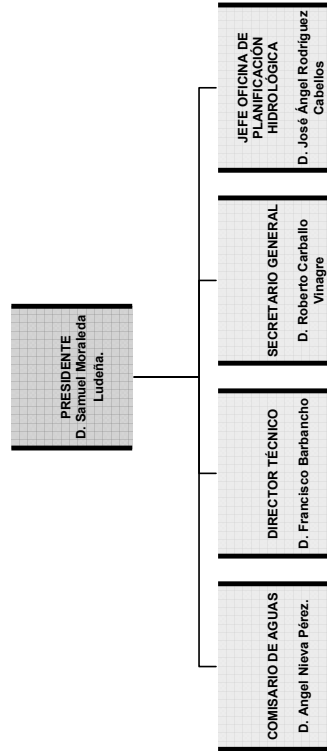 PRESIDENTE
D. Samuel Moraleda
Ludeña.
COMISARIO DE AGUAS
D. Angel Nieva Pérez.
DIRECTOR TÉCNICO
D. Francisco Barbancho
SECRETARIO GENERAL
D. Roberto Carballo
Vinagre
JEFE OFICINA DE
PLANIFICACIÓN
HIDROLÓGICA
D. José Ángel Rodríguez
Cabellos